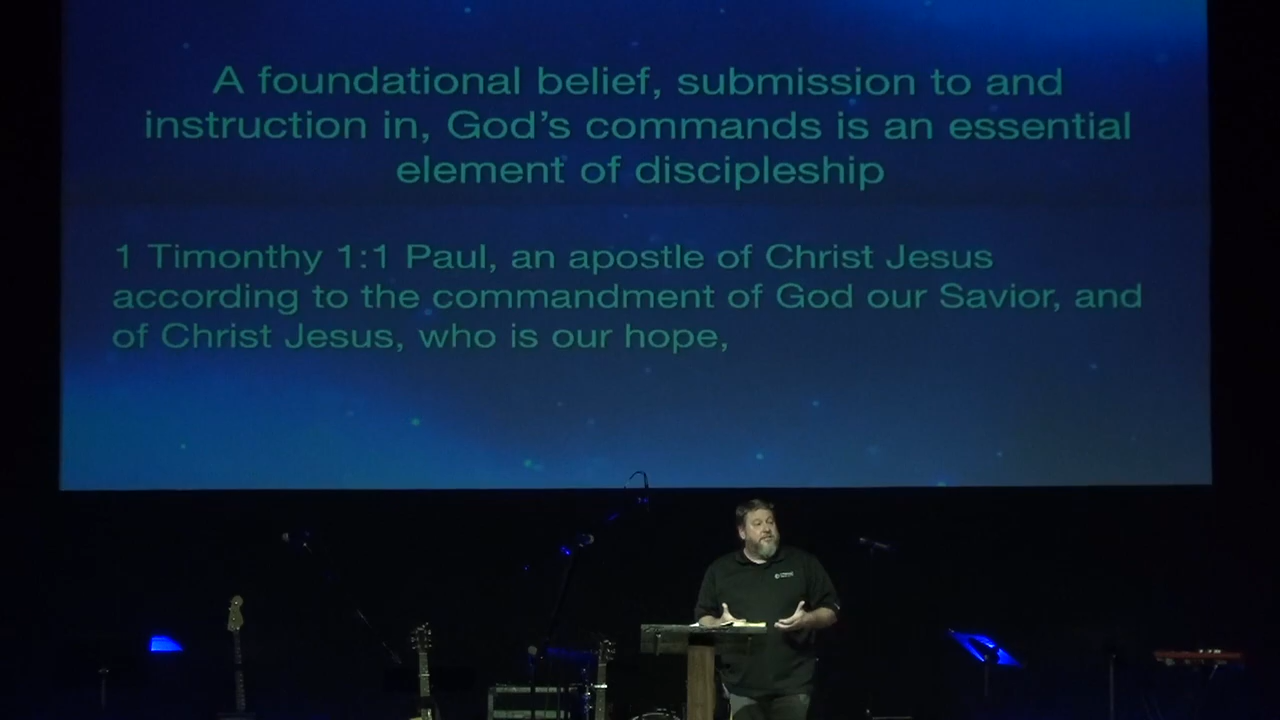 A foundational belief, submission to and
instruction in, God's commands is an essential
element of discipleship
1 Timonthy 1:1 Paul, an apostle of Christ Jesus
according to the commandment of God our Savior, and
of Christ Jesus, who is our hope,